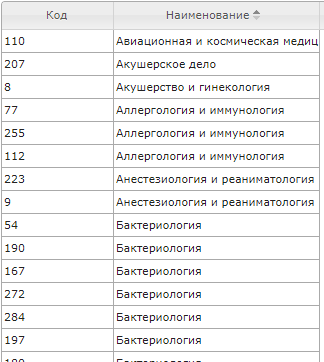 Код Наименование
110 Авиационная и космическая медиц
207 Акушерское дело
8 Акушерство и гинекология
77 Аллергология и иммунология
255 Аллергология и иммунология
112 Аллергология и иммунология
223 Анестезиология и реаниматология
9 Анестезиология и реаниматология
54 Бактериология
190 Бактериология
167 Бактериология
272 Бактериология
284 Бактериология
197 Бактериология